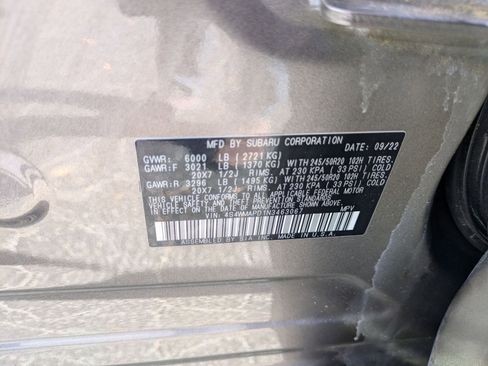 MFD BY SUBARU CORPORATION DATE: 09/22
GVWR: 6000 LB (2721 KG)
GAWR:F 3021 LB (1370 KG) WITH 245/50R20 102H TIRES.
20X7 1/2J RIMS. AT 230 KPA (33 PSI) COLD
GAWR:R 3296 LB (1495 KG) WITH 245/50R20 102H TIRES.
20X7 1/2J RIMS. AT 230 KPA (33 PSI) COLD
THIS VEHICLE CONFORMS TO ALL APPLICABLE FEDERAL MOTOR
VEHICLE SAFETY STANDARDS IN EFFECT ON THE DATE OF
MANUFACTURE SHOWN ABOVE.
VIN: 4S4WMAPD1N3463067 MPV
ASSEMBLED BY SIA INC. MADE IN U.S.A.